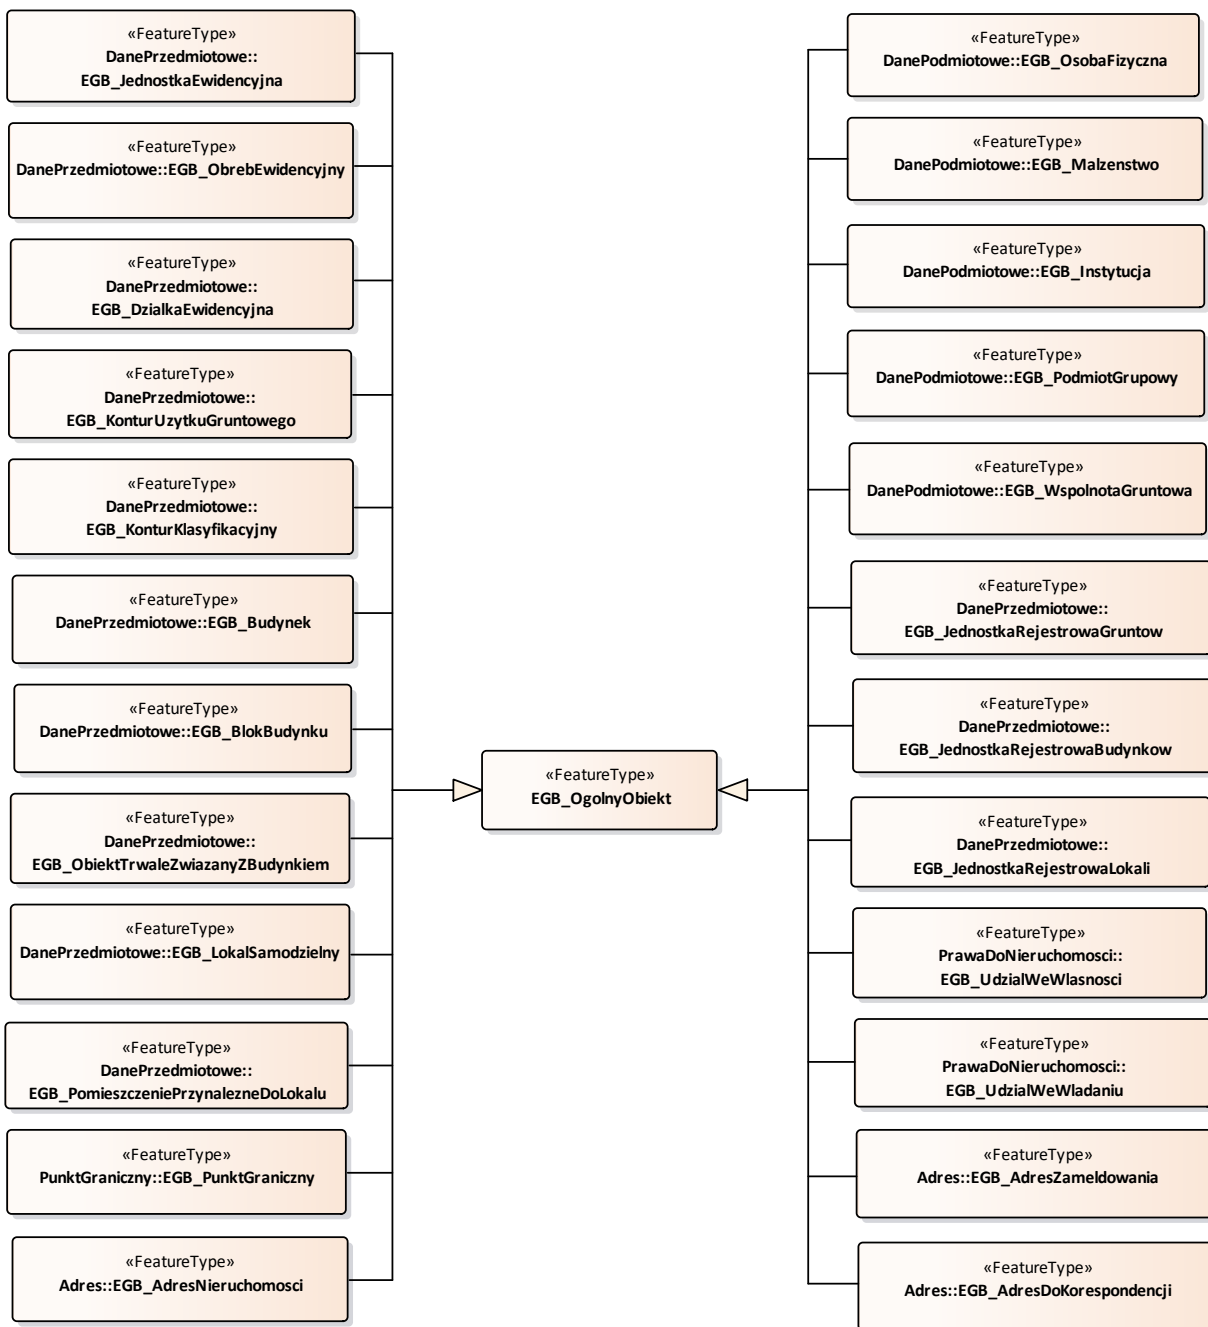 «FeatureType»
DanePrzedmiotowe::
EGB_JednostkaEwidencyjna
«FeatureType»
DanePrzedmiotowe::EGB_ObrebEwidencyjny
«FeatureType»
DanePrzedmiotowe::
EGB_DzialkaEwidencyjna
«FeatureType»
DanePrzedmiotowe::
EGB_KonturUzytkuGruntowego
«FeatureType»
DanePrzedmiotowe::
EGB_KonturKlasyfikacyjny
«FeatureType»
DanePrzedmiotowe::EGB_Budynek
«FeatureType»
DanePrzedmiotowe::EGB_BlokBudynku
«FeatureType»
DanePrzedmiotowe::
EGB_ObiektTrwaleZwiazanyZBudynkiem
«FeatureType»
DanePrzedmiotowe::EGB_LokalSamodzielny
«FeatureType»
DanePrzedmiotowe::
EGB_PomieszczeniePrzynalezneDoLokalu
«FeatureType»
PunktGraniczny::EGB_PunktGraniczny
«FeatureType»
Adres::EGB_AdresNieruchomosci
«FeatureType»
EGB_OgolnyObiekt
«FeatureType»
DanePodmiotowe::EGB_OsobaFizyczna
«FeatureType»
DanePodmiotowe::EGB_Malzenstwo
«FeatureType»
DanePodmiotowe::EGB_Instytucja
«FeatureType»
DanePodmiotowe::EGB_PodmiotGrupowy
«FeatureType»
DanePodmiotowe::EGB_WspolnotaGruntowa
«FeatureType»
DanePrzedmiotowe::
EGB_JednostkaRejestrowaGruntow
«FeatureType»
DanePrzedmiotowe::
EGB_JednostkaRejestrowaBudynkow
«FeatureType»
DanePrzedmiotowe::
EGB_JednostkaRejestrowaLokali
«FeatureType»
PrawaDoNieruchomosci::
EGB_UdzialWeWlasnosci
«FeatureType»
PrawaDoNieruchomosci::
EGB_UdzialWeWladaniu
«FeatureType»
Adres::EGB_AdresZameldowania
«FeatureType»
Adres::EGB_AdresDoKorespondencji